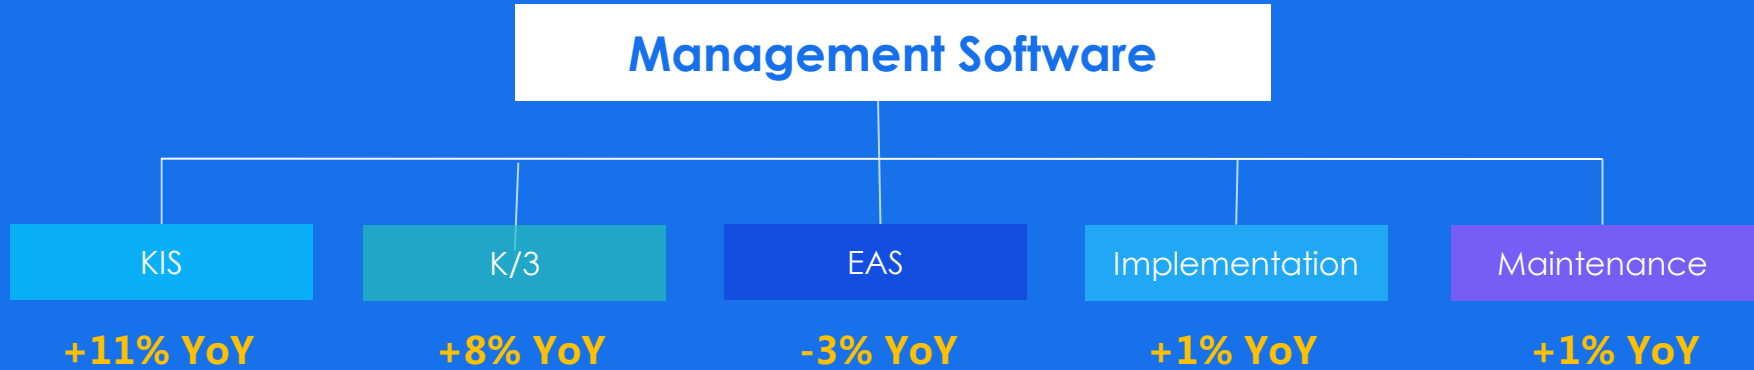 Management Software
KIS
K/3
EAS
Implementation
Maintenance
+11% YoY
+8% YoY
-3% YoY
+1% YoY
+1% YoY